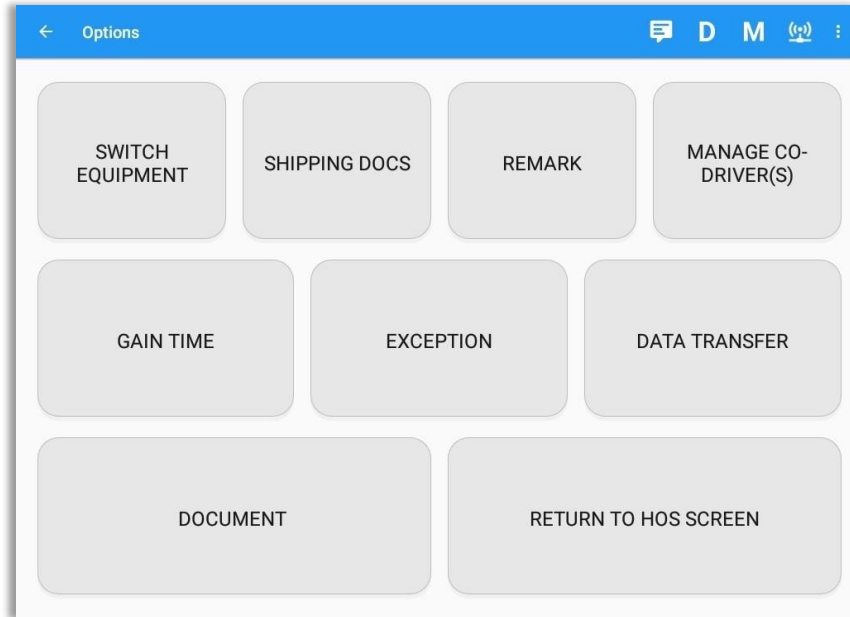 Options
D M
SWITCH
EQUIPMENT
SHIPPING DOCS
REMARK
MANAGE CO-
DRIVER(S)
GAIN TIME
EXCEPTION
DATA TRANSFER
DOCUMENT
RETURN TO HOS SCREEN